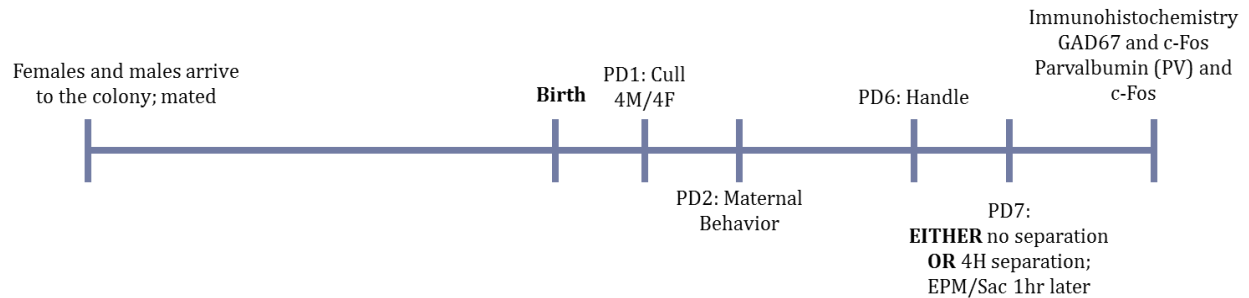 Females and males arrive
to the colony; mated
Birth
PD1: Cull
4M/4F
PD2: Maternal
Behavior
PD6: Handle
PD7:
EITHER no separation
OR 4H separation;
EPM/Sac 1hr later
Immunohistochemistry
GAD67 and c-Fos
Parvalbumin (PV) and
c-Fos